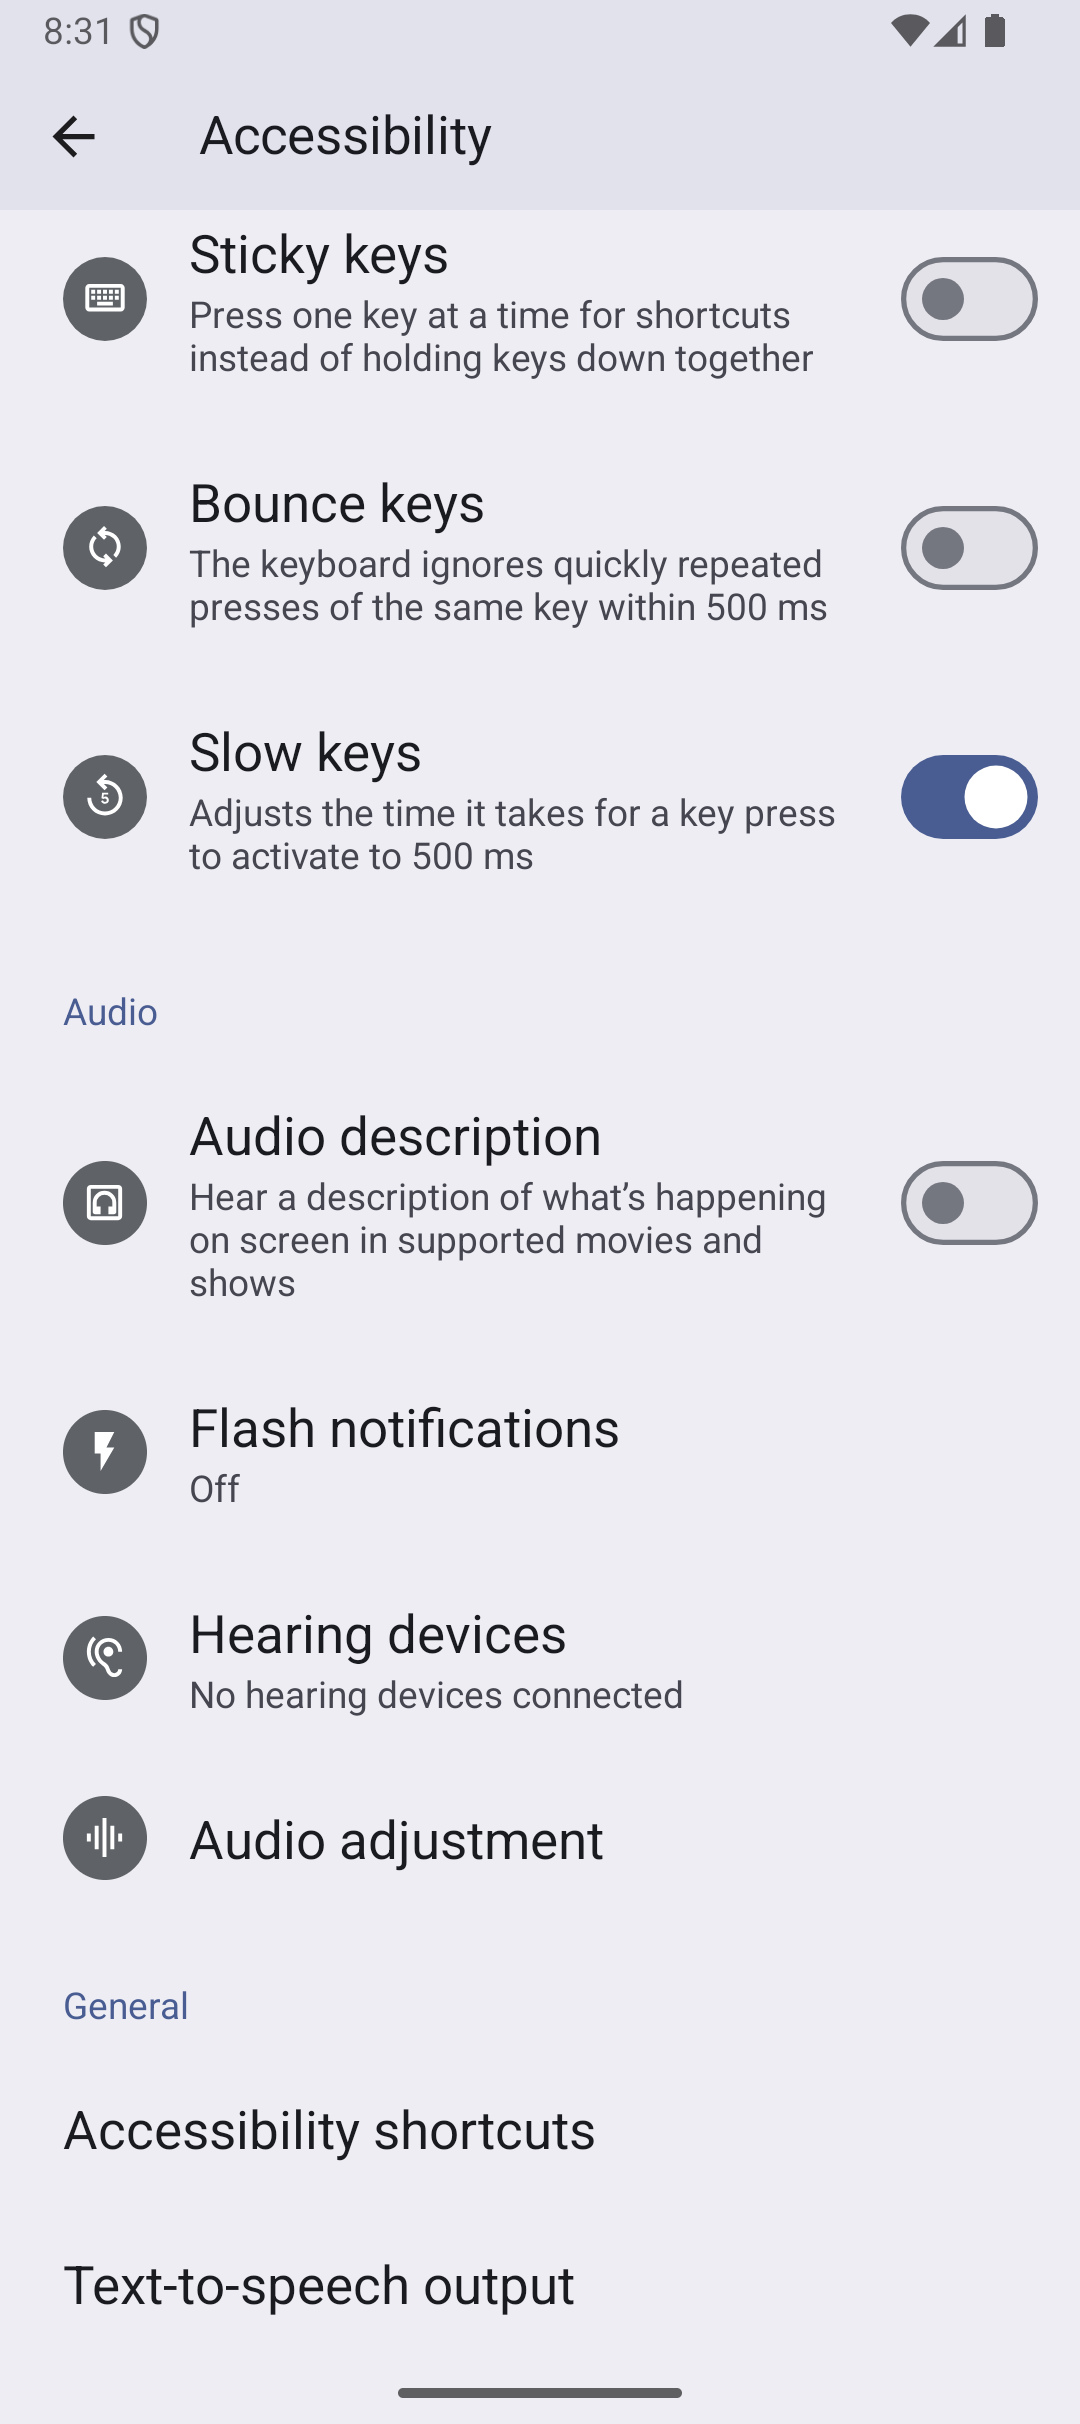 8:31
Accessibility
Sticky keys
Press one key at a time for shortcuts
instead of holding keys down together
Bounce keys
The keyboard ignores quickly repeated
presses of the same key within 500 ms
Slow keys
5
Adjusts the time it takes for a key press
to activate to 500 ms
Audio
Audio description
Hear a description of what’s happening
on screen in supported movies and
shows
Flash notifications
Off
Hearing devices
No hearing devices connected
Audio adjustment
General
Accessibility shortcuts
Text-to-speech output